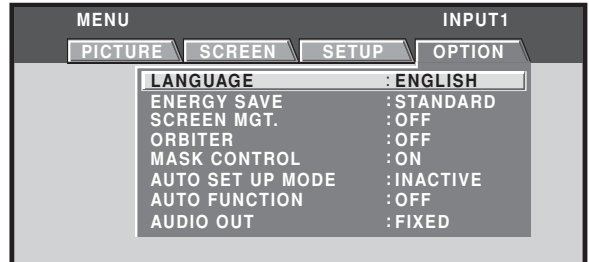 MENU INPUT1
PICTURE SCREEN SETUP OPTION
LANGUAGE :ENGLISH
ENERGY SAVE :STANDARD
SCREEN MGT. :OFF
ORBITER :OFF
MASK CONTROL :ON
AUTO SET UP MODE :INACTIVE
AUTO FUNCTION :OFF
AUDIO OUT :FIXED